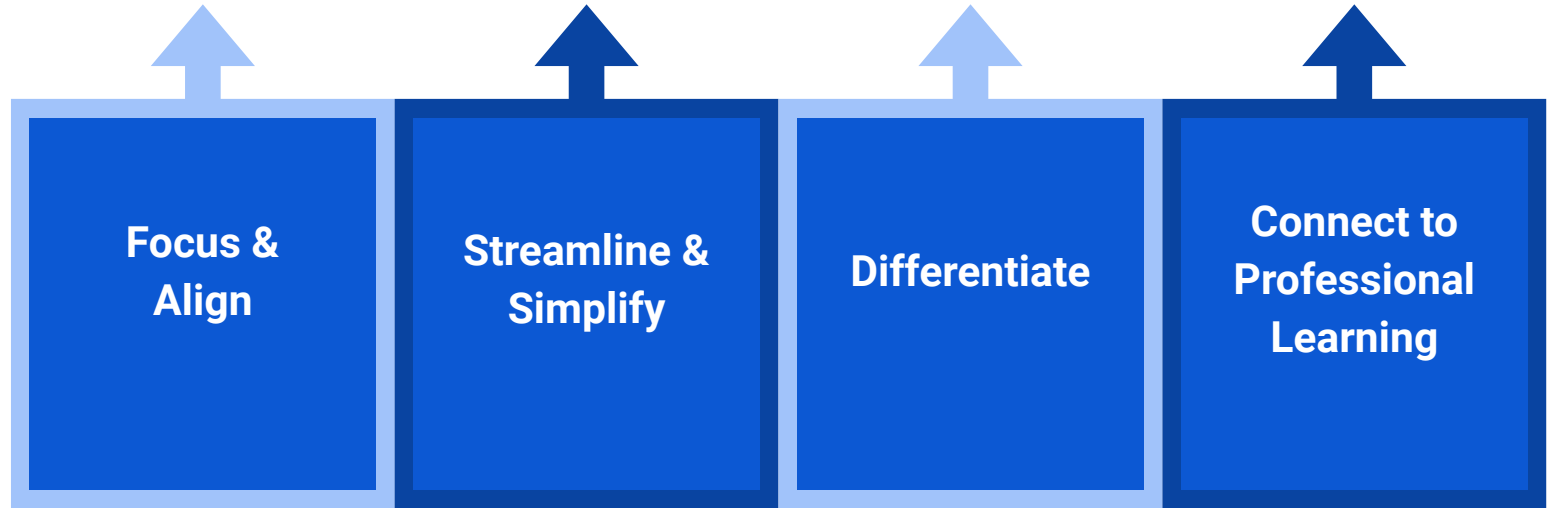 Focus &
Align
Streamline &
Simplify
Differentiate
Connect to
Professional
Learning